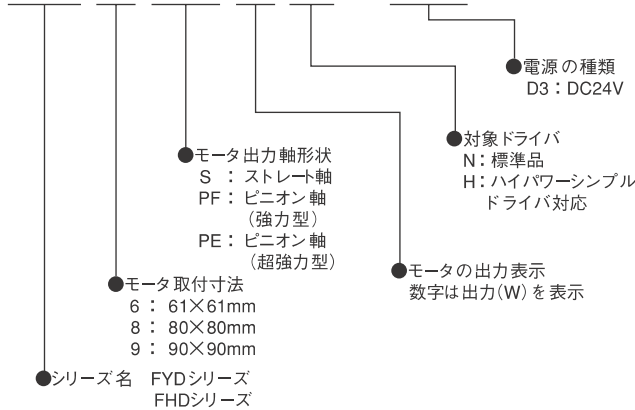 電源の種類
D3：DC24V
対象ドライバ
N：標準品
H：ハイパワーシンプル
ドライバ対応
モータ出力軸形状
S ： ストレート軸
PF： ピニオン軸
（強力型）
PE： ピニオン軸
（超強力型）
モータの出力表示
数字は出力（W）を表示
モータ取付寸法
6： 61×61mm
8： 80×80mm
9： 90×90mm
シリーズ名 FYDシリーズ
FHDシリーズ